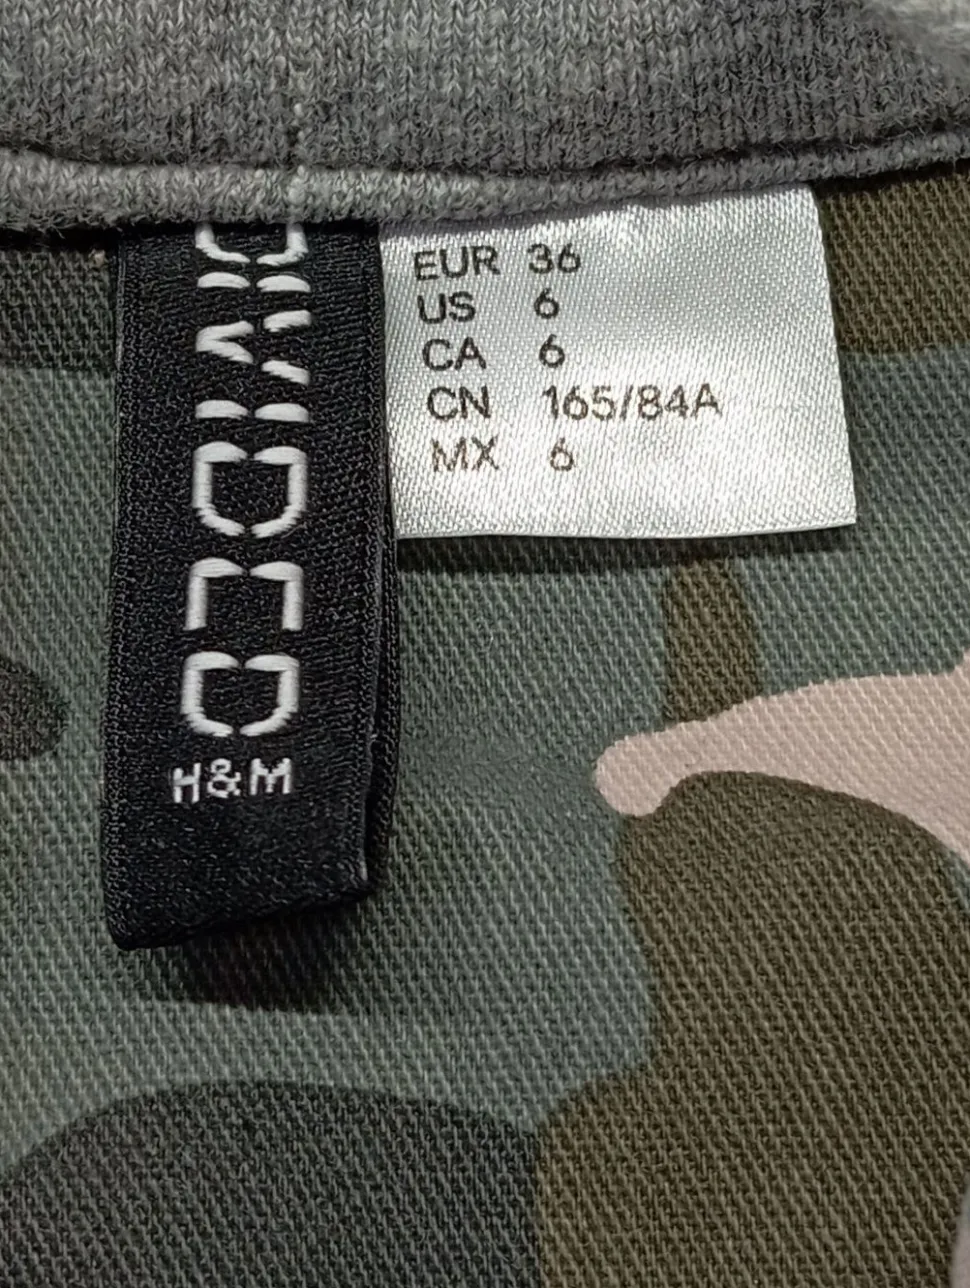 DIVIDED
H&M
EUR 36
US 6
CA 6
CN 165/84A
MX 6